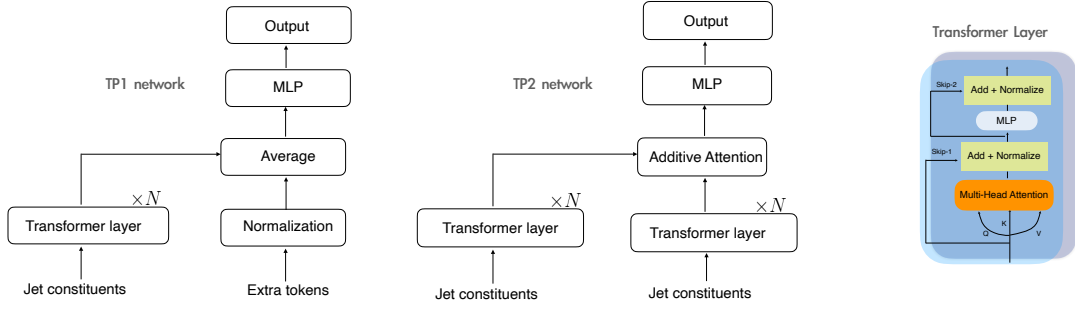 TP1 network
Output
MLP
Average
×N
Transformer layer
Normalization
Jet constituents
Extra tokens
TP2 network
Output
MLP
Additive Attention
×N
×N
Transformer layer
Transformer layer
Jet constituents
Jet constituents
Transformer Layer
Skip-2
Add + Normalize
MLP
Skip-1
Add + Normalize
Multi-Head Attention
K
Q
V